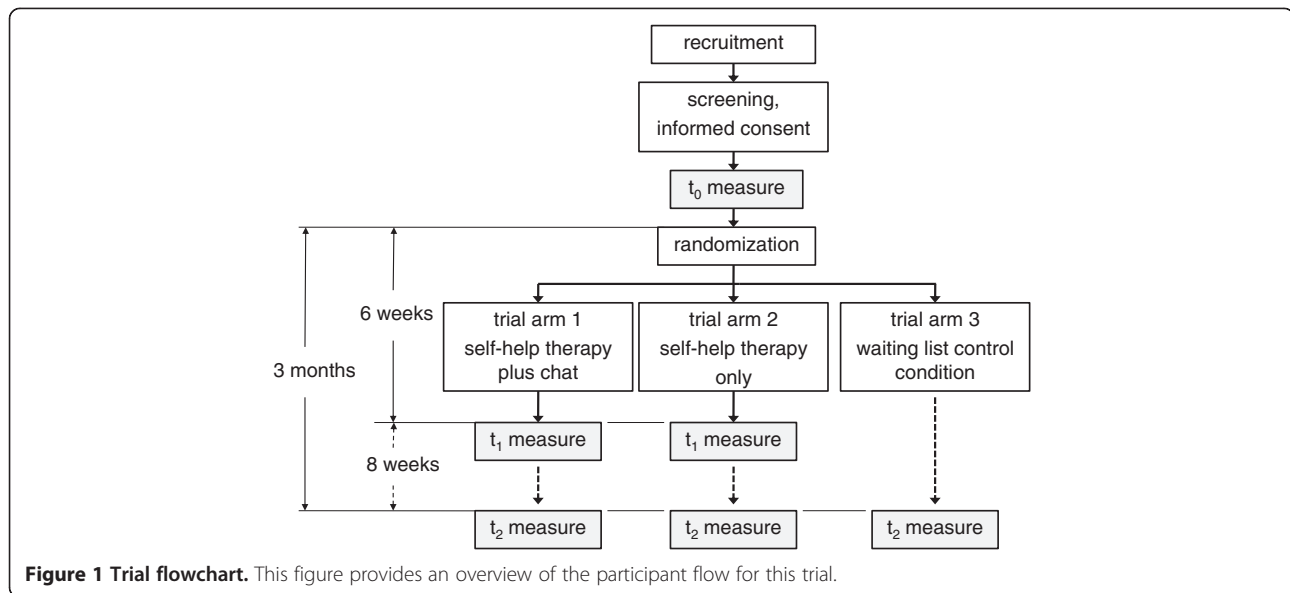 recruitment
screening,
informed consent
t₀ measure
randomization
3 months
6 weeks
8 weeks
trial arm 1
self-help therapy
plus chat
trial arm 2
self-help therapy
only
trial arm 3
waiting list control
condition
t₁ measure
t₁ measure
t₂ measure
t₂ measure
t₂ measure
Figure 1 Trial flowchart. This figure provides an overview of the participant flow for this trial.